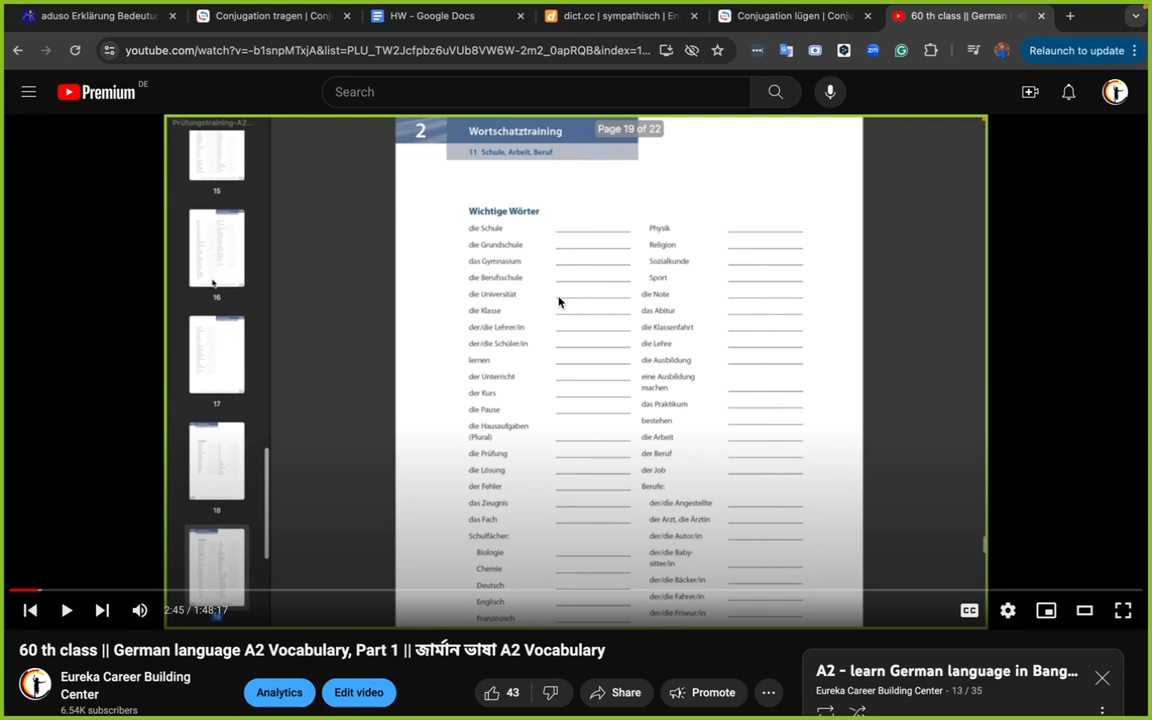 aduso Erklärung Bedeutu
Conjugation tragen | Conj
HW - Google Docs
dict.cc | sympathisch | En
Conjugation lügen | Conju
60 th class || German
youtube.com/watch?v=-b1snpMTxjA&list=PLU_TW2Jcfpbz6uVUb8VW6W-2m2_0apRQB&index=1...
Relaunch to update
Premium DE
Search
Prüfungstraining-A2...
15
16
17
18
19
2 Wortschatztraining
Page 19 of 22
11 Schule, Arbeit, Beruf
Wichtige Wörter
die Schule
die Grundschule
das Gymnasium
die Berufsschule
die Universität
die Klasse
der/die Lehrer/in
der/die Schüler/in
lernen
der Unterricht
der Kurs
die Pause
die Hausaufgaben
(Plural)
die Prüfung
die Lösung
der Fehler
das Zeugnis
das Fach
Schulfächer:
Biologie
Chemie
Deutsch
Englisch
Französisch
Physik
Religion
Sozialkunde
Sport
die Note
das Abitur
die Klassenfahrt
die Lehre
die Ausbildung
eine Ausbildung
machen
das Praktikum
bestehen
die Arbeit
der Beruf
der Job
Berufe:
der/die Angestellte
der Arzt, die Ärztin
der/die Autor/in
der/die Baby-
sitter/in
der/die Bäcker/in
der/die Fahrer/in
der/die Friseur/in
2:45 / 1:48:17
CC
60 th class || German language A2 Vocabulary, Part 1 || জার্মান ভাষা A2 Vocabulary
Eureka Career Building
Center
6.54K subscribers
Analytics
Edit video
43
Share
Promote
A2 - learn German language in Bang...
Eureka Career Building Center - 13 / 35